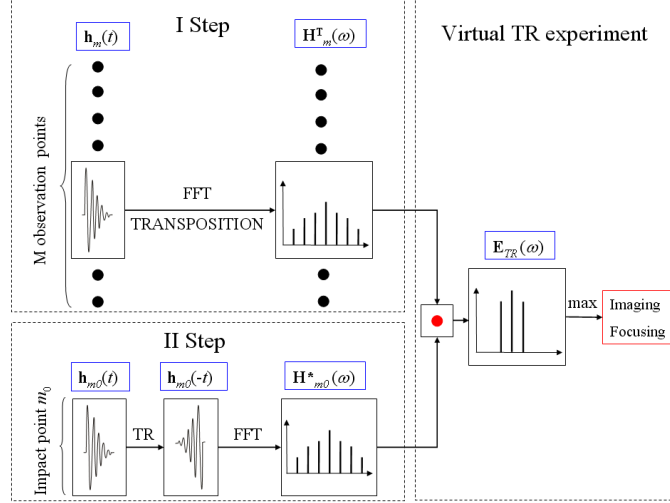 I Step
h_m(t)
H^T_m(ω)
M observation points
FFT
TRANSPOSITION
II Step
h_m0(t)
h_m0(-t)
H*_m0(ω)
Impact point m_0
TR
FFT
Virtual TR experiment
E_TR(ω)
max
Imaging
Focusing